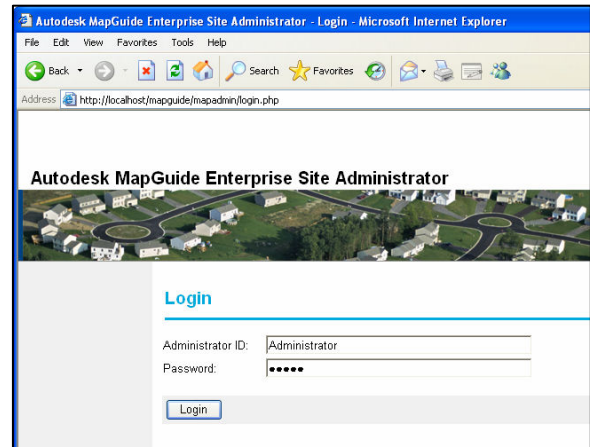 Autodesk MapGuide Enterprise Site Administrator - Login - Microsoft Internet Explorer
File Edit View Favorites Tools Help
Back Search Favorites
Address http://localhost/mapguide/mapadmin/login.php
Autodesk MapGuide Enterprise Site Administrator
Login
Administrator ID: Administrator
Password: •••••
Login